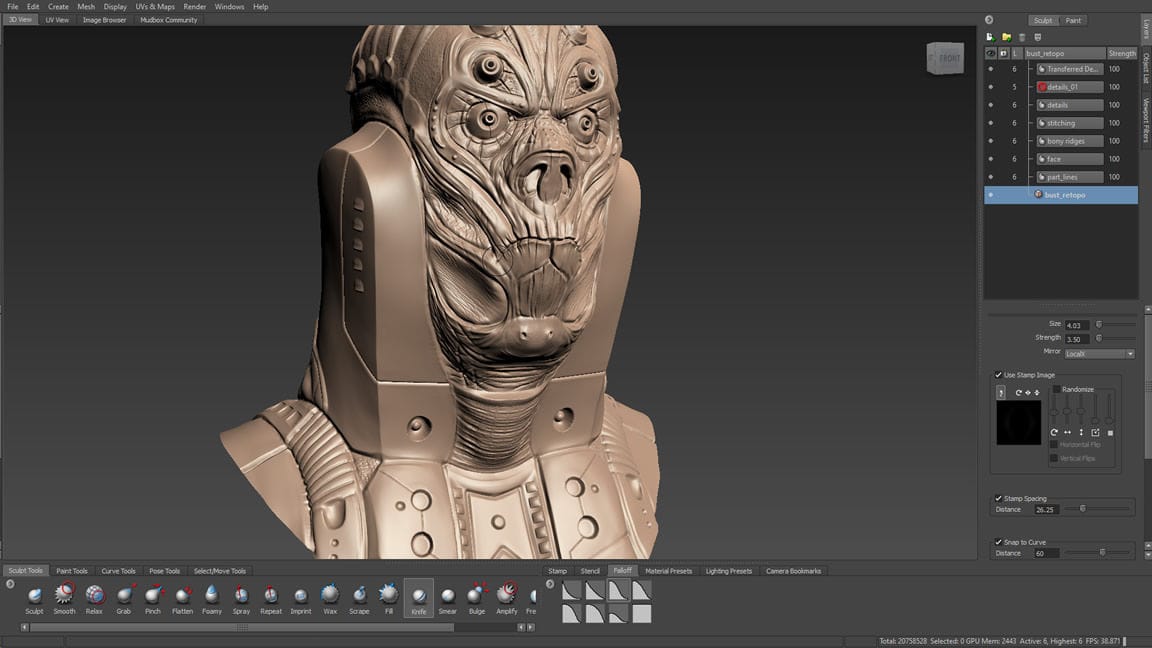 File Edit Create Mesh Display UVs & Maps Render Windows Help
3D View UV View Image Browser Mudbox Community
FRONT
Sculpt Paint
Layers
Object List
Viewport Filters
L bust_retopo Strength
6 Transferred De... 100
5 details_01 100
6 details 100
6 stitching 100
6 bony ridges 100
6 face 100
6 part_lines 100
bust_retopo
Size 4.03
Strength 3.50
Mirror LocalX
Use Stamp Image
Randomize
Horizontal Flip
Vertical Flips
Stamp Spacing
Distance 26.25
Snap to Curve
Distance 60
Sculpt Tools Paint Tools Curve Tools Pose Tools Select/Move Tools
Stamp Stencil Falloff Material Presets Lighting Presets Camera Bookmarks
Sculpt Smooth Relax Grab Pinch Flatten Foamy Spray Repeat Imprint Wax Scrape Fill Knife Smear Bulge Amplify Fre
Total: 20758528 Selected: 0 GPU Mem: 2443 Active: 6, Highest: 6 FPS: 38.871